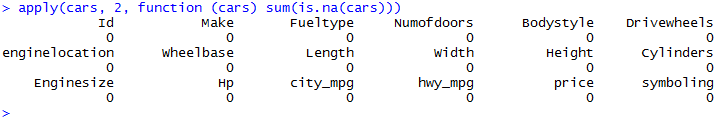 > apply(cars, 2, function (cars) sum(is.na(cars)))
Id Make Fueltype Numofdoors Bodystyle Drivewheels
0 0 0 0 0 0
enginelocation Wheelbase Length Width Height Cylinders
0 0 0 0 0 0
Enginesize Hp city_mpg hwy_mpg price symboling
0 0 0 0 0 0
>